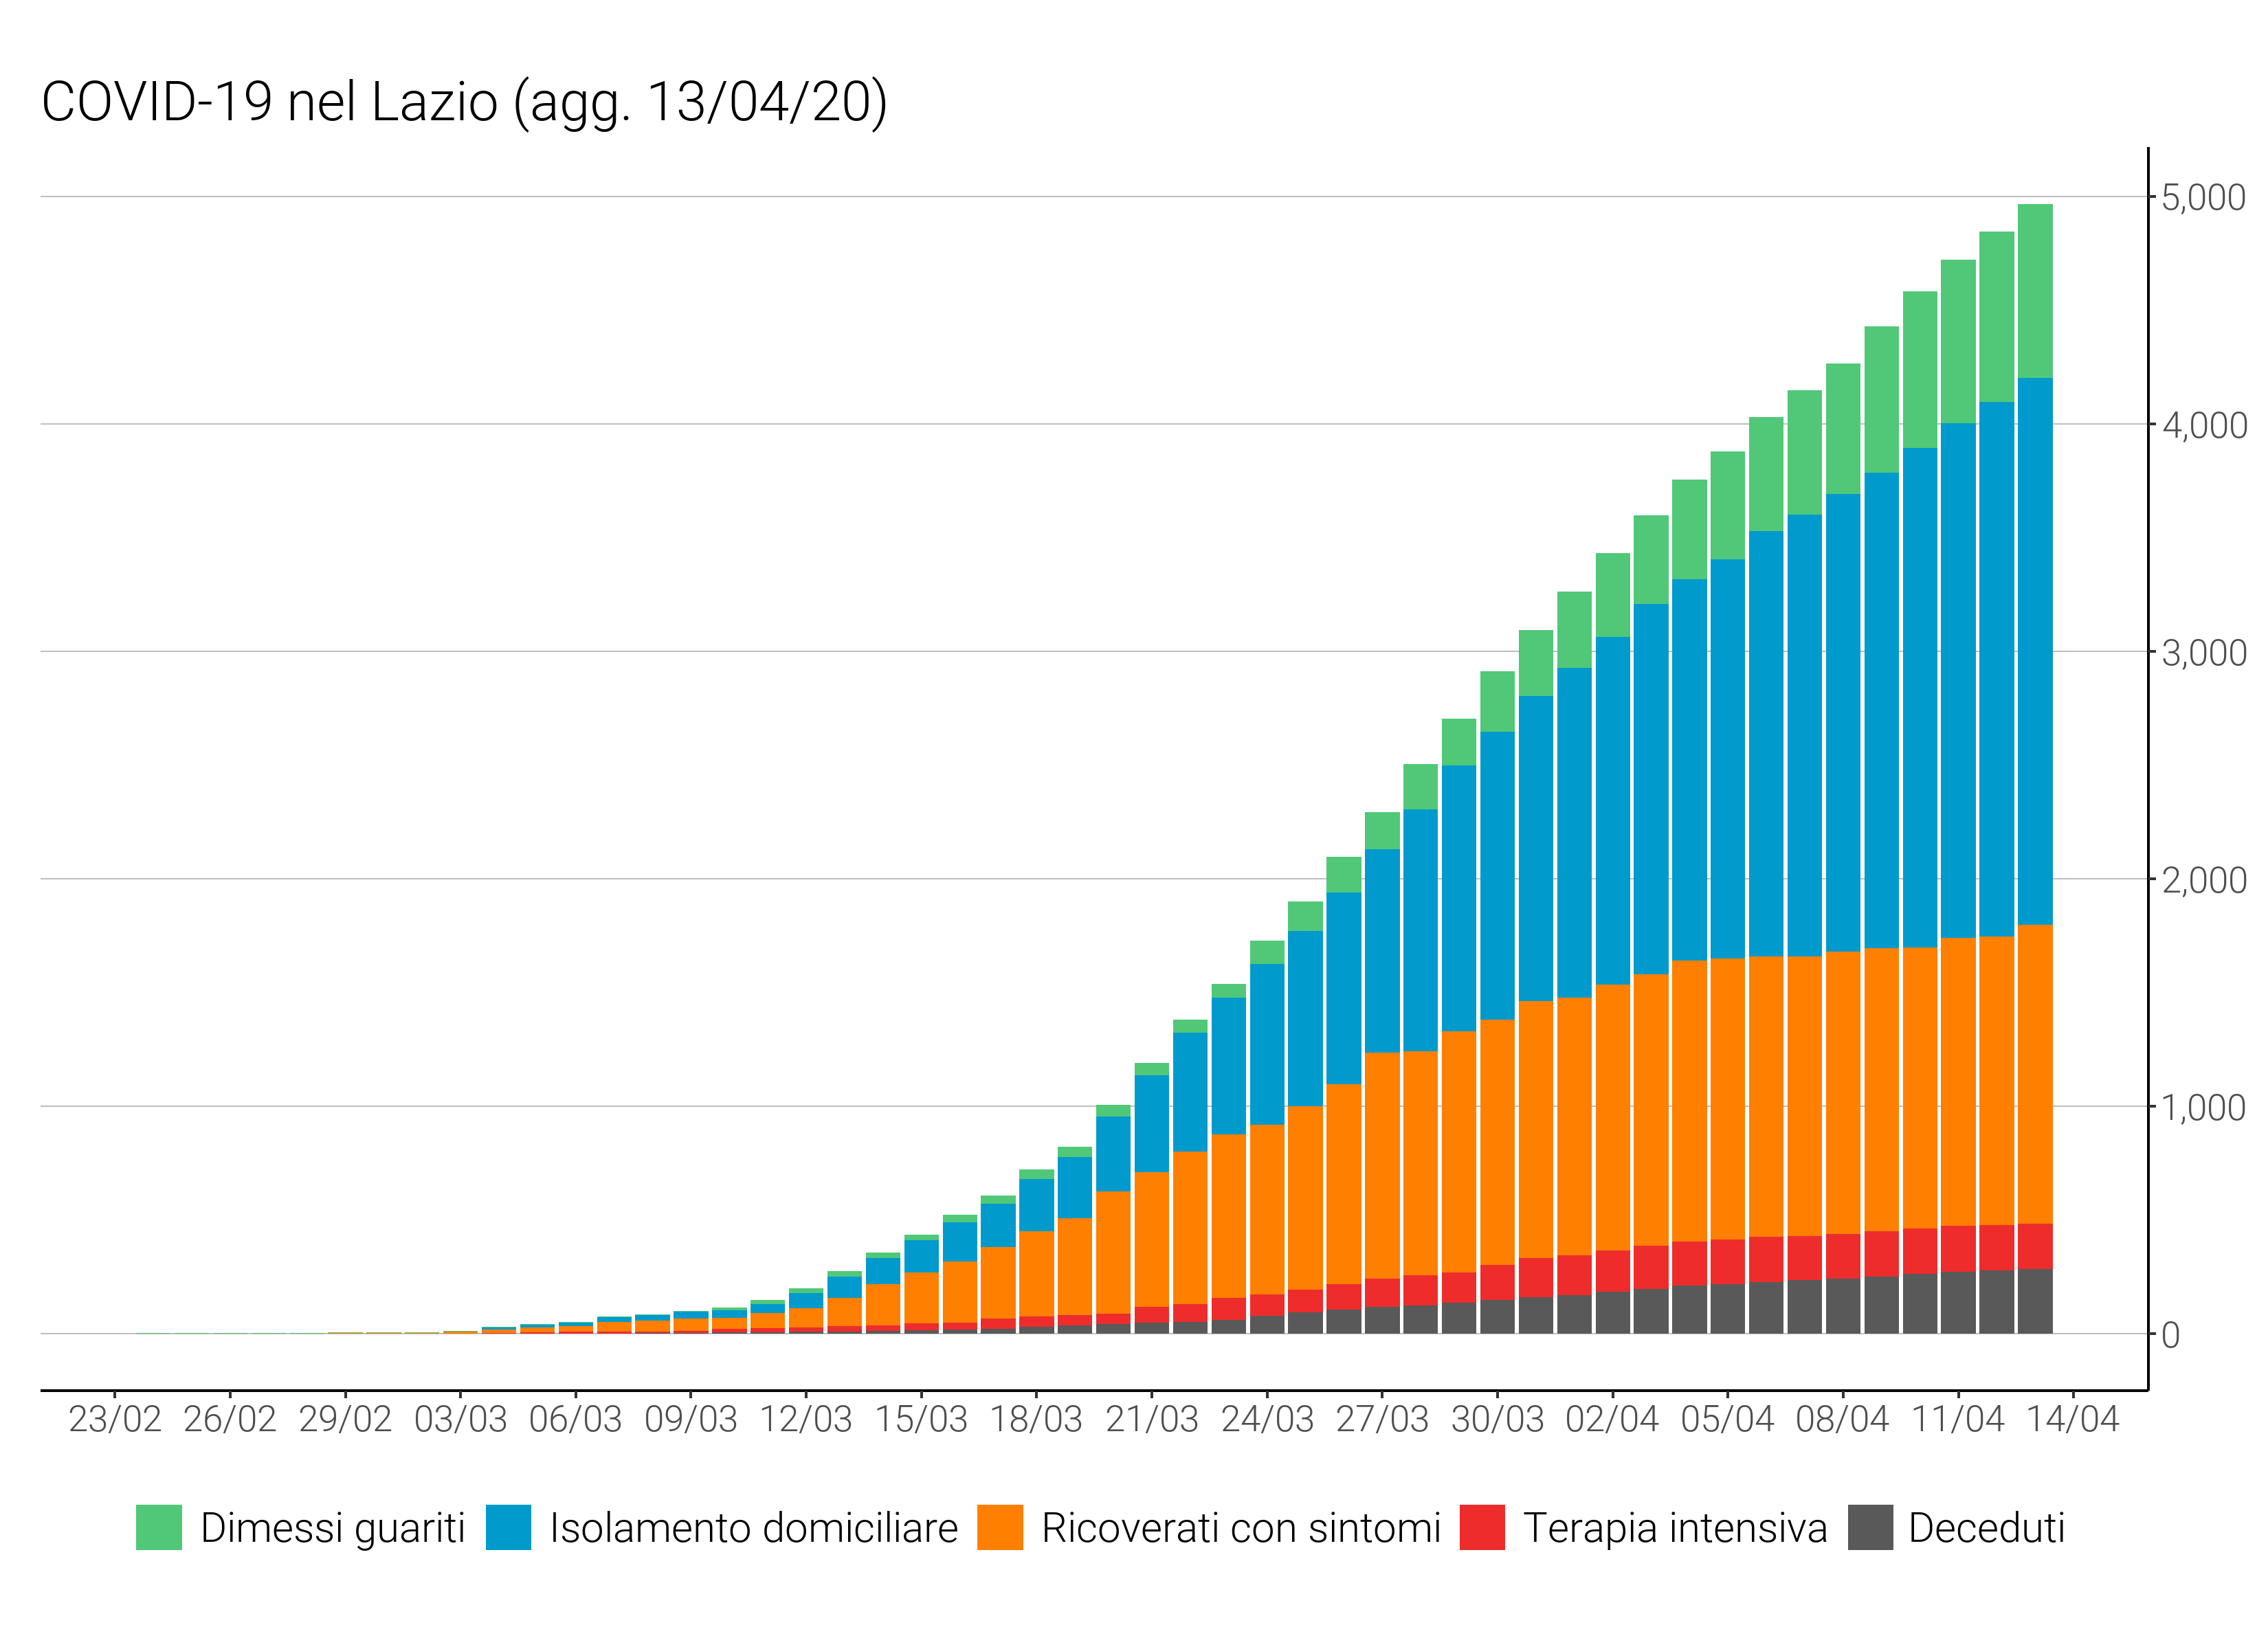 COVID-19 nel Lazio (agg. 13/04/20)
5,000
4,000
3,000
2,000
1,000
0
23/02 26/02 29/02 03/03 06/03 09/03 12/03 15/03 18/03 21/03 24/03 27/03 30/03 02/04 05/04 08/04 11/04 14/04
Dimessi guariti Isolamento domiciliare Ricoverati con sintomi Terapia intensiva Deceduti